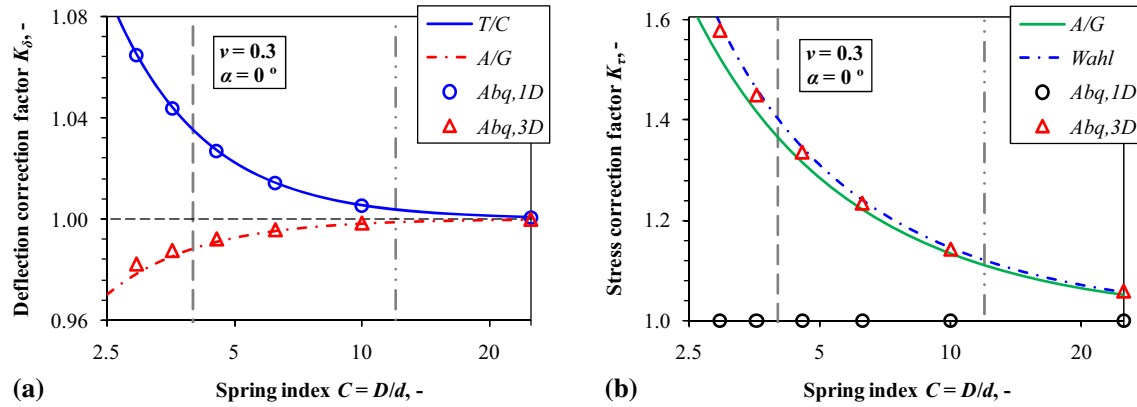 1.08
1.04
1.00
0.96
Deflection correction factor Kδ, -
ν = 0.3
α = 0 º
T/C
A/G
Abq,1D
Abq,3D
2.5 5 10 20
(a) Spring index C = D/d, -
1.6
1.4
1.2
1.0
Stress correction factor Kτ, -
ν = 0.3
α = 0 º
A/G
Wahl
Abq,1D
Abq,3D
2.5 5 10 20
(b) Spring index C = D/d, -